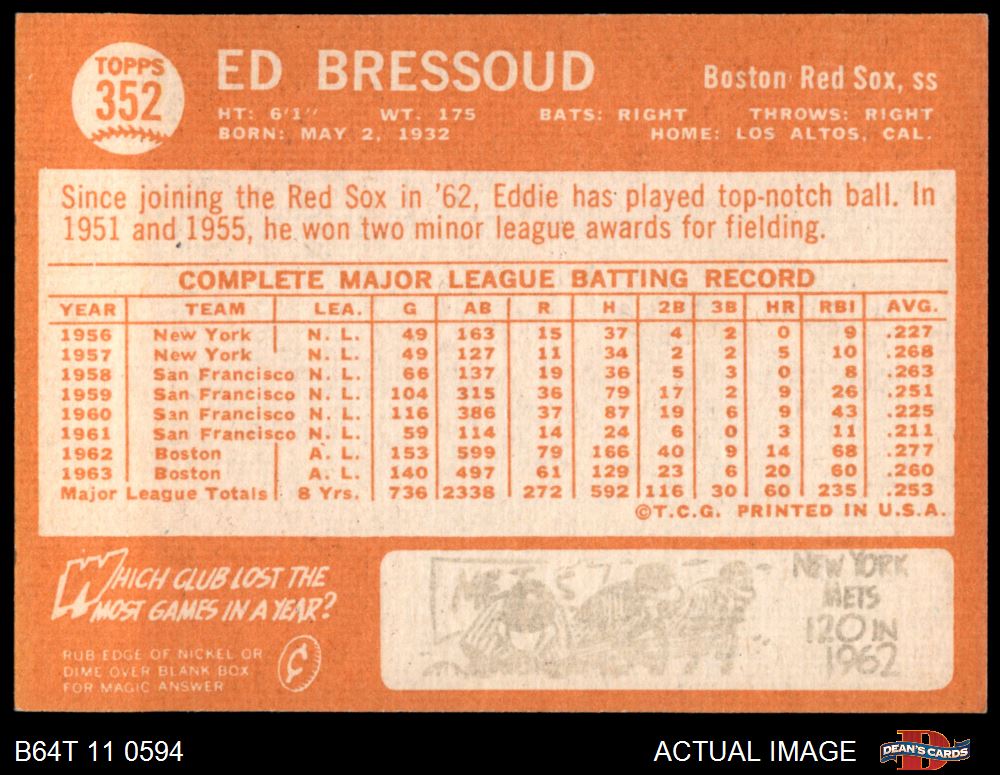 TOPPS
352
ED BRESSOUD
Boston Red Sox, SS
HT: 6'1" WT. 175 BATS: RIGHT THROWS: RIGHT
BORN: MAY 2, 1932 HOME: LOS ALTOS, CAL.
Since joining the Red Sox in '62, Eddie has played top-notch ball. In
1951 and 1955, he won two minor league awards for fielding.
COMPLETE MAJOR LEAGUE BATTING RECORD
YEAR TEAM LEA. G AB R H 2B 3B HR RBI AVG.
1956 New York N. L. 49 163 15 37 4 2 0 9 .227
1957 New York N. L. 49 127 11 34 2 2 5 10 .268
1958 San Francisco N. L. 66 137 19 36 5 3 0 8 .263
1959 San Francisco N. L. 104 315 36 79 17 2 9 26 .251
1960 San Francisco N. L. 116 386 37 87 19 6 9 43 .225
1961 San Francisco N. L. 59 114 14 24 6 0 3 11 .211
1962 Boston A. L. 153 599 79 166 40 9 14 68 .277
1963 Boston A. L. 140 497 61 129 23 6 20 60 .260
Major League Totals 8 Yrs. 736 2338 272 592 116 30 60 235 .253
©T.C.G. PRINTED IN U.S.A.
WHICH CLUB LOST THE
MOST GAMES IN A YEAR?
RUB EDGE OF NICKEL OR
DIME OVER BLANK BOX
FOR MAGIC ANSWER
METS
NEW YORK
METS
120 IN
1962
B64T 11 0594
ACTUAL IMAGE
DEAN'S CARDS